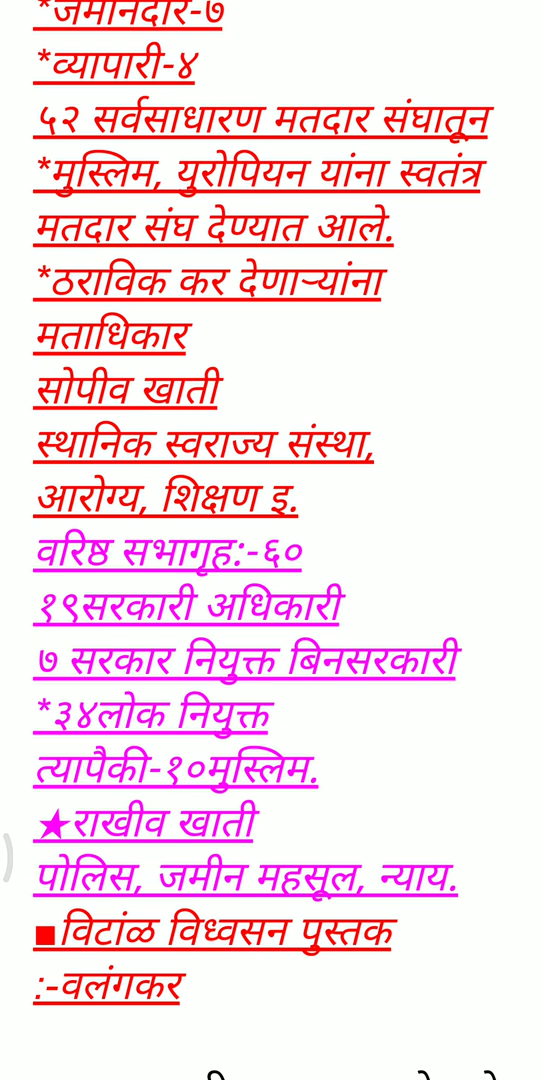 *जमीनदार-७
*व्यापारी-४
५२ सर्वसाधारण मतदार संघातून
*मुस्लिम, युरोपियन यांना स्वतंत्र
मतदार संघ देण्यात आले.
*ठराविक कर देणाऱ्यांना
मताधिकार
सोपीव खाती
स्थानिक स्वराज्य संस्था,
आरोग्य, शिक्षण इ.
वरिष्ठ सभागृह:-६०
१९सरकारी अधिकारी
७ सरकार नियुक्त बिनसरकारी
*३४लोक नियुक्त
त्यापैकी-१०मुस्लिम.
★राखीव खाती
पोलिस, जमीन महसूल, न्याय.
■विटांळ विध्वसन पुस्तक
:-वलंगकर